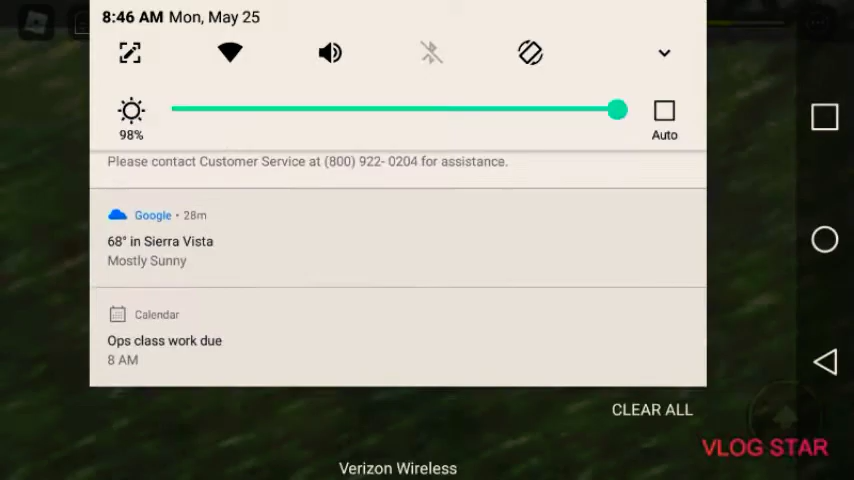 8:46 AM Mon, May 25
98%
Auto
Please contact Customer Service at (800) 922- 0204 for assistance.
Google • 28m
68° in Sierra Vista
Mostly Sunny
Calendar
Ops class work due
8 AM
CLEAR ALL
VLOG STAR
Verizon Wireless